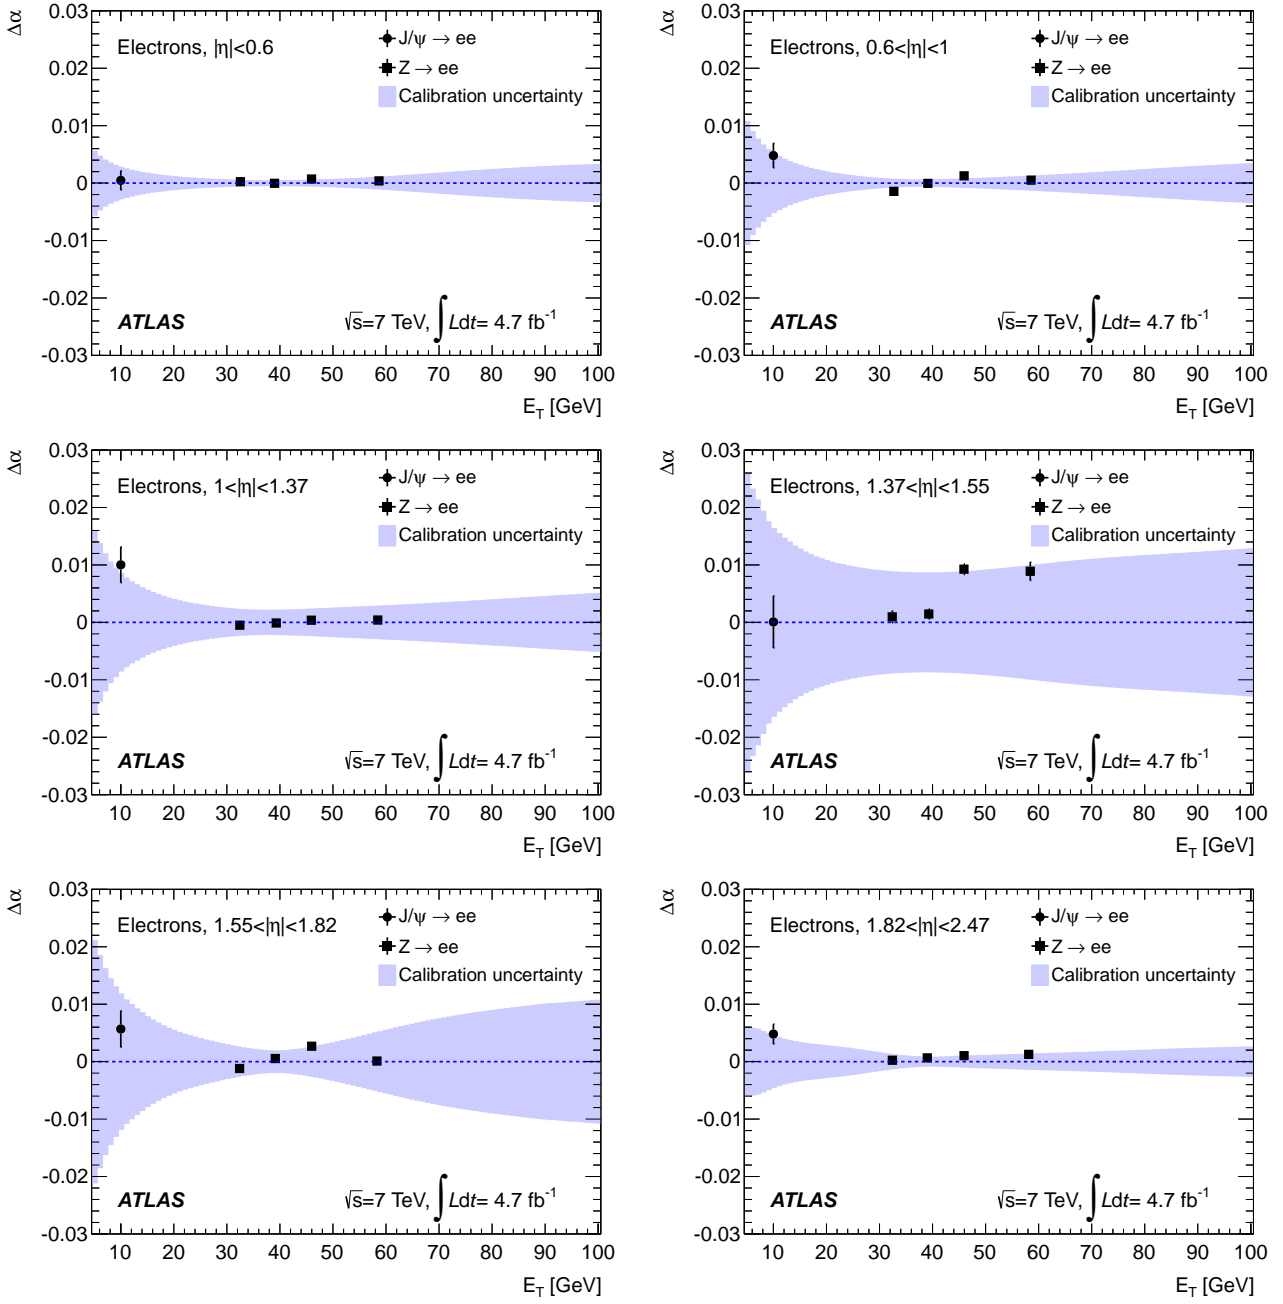 Δα
0.03
0.02
0.01
0
-0.01
-0.02
-0.03
Electrons, |η|<0.6
J/ψ → ee
Z → ee
Calibration uncertainty
ATLAS
√s=7 TeV, ∫ Ldt= 4.7 fb⁻¹
10 20 30 40 50 60 70 80 90 100
E_T [GeV]
Δα
0.03
0.02
0.01
0
-0.01
-0.02
-0.03
Electrons, 0.6<|η|<1
J/ψ → ee
Z → ee
Calibration uncertainty
ATLAS
√s=7 TeV, ∫ Ldt= 4.7 fb⁻¹
10 20 30 40 50 60 70 80 90 100
E_T [GeV]
Δα
0.03
0.02
0.01
0
-0.01
-0.02
-0.03
Electrons, 1<|η|<1.37
J/ψ → ee
Z → ee
Calibration uncertainty
ATLAS
√s=7 TeV, ∫ Ldt= 4.7 fb⁻¹
10 20 30 40 50 60 70 80 90 100
E_T [GeV]
Δα
0.03
0.02
0.01
0
-0.01
-0.02
-0.03
Electrons, 1.37<|η|<1.55
J/ψ → ee
Z → ee
Calibration uncertainty
ATLAS
√s=7 TeV, ∫ Ldt= 4.7 fb⁻¹
10 20 30 40 50 60 70 80 90 100
E_T [GeV]
Δα
0.03
0.02
0.01
0
-0.01
-0.02
-0.03
Electrons, 1.55<|η|<1.82
J/ψ → ee
Z → ee
Calibration uncertainty
ATLAS
√s=7 TeV, ∫ Ldt= 4.7 fb⁻¹
10 20 30 40 50 60 70 80 90 100
E_T [GeV]
Δα
0.03
0.02
0.01
0
-0.01
-0.02
-0.03
Electrons, 1.82<|η|<2.47
J/ψ → ee
Z → ee
Calibration uncertainty
ATLAS
√s=7 TeV, ∫ Ldt= 4.7 fb⁻¹
10 20 30 40 50 60 70 80 90 100
E_T [GeV]